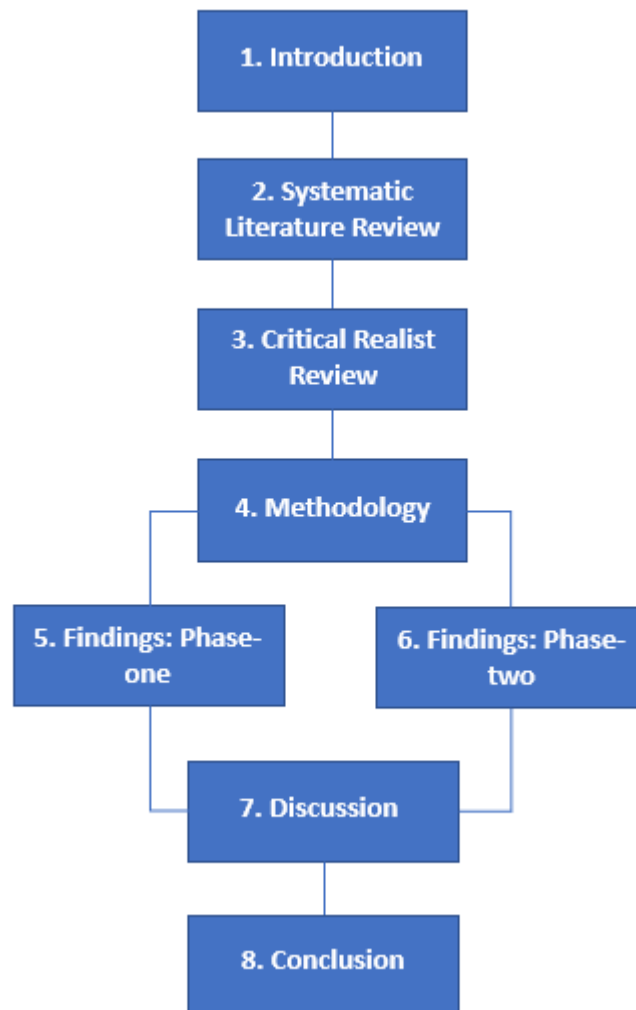 1. Introduction
2. Systematic
Literature Review
3. Critical Realist
Review
4. Methodology
5. Findings: Phase-
one
6. Findings: Phase-
two
7. Discussion
8. Conclusion